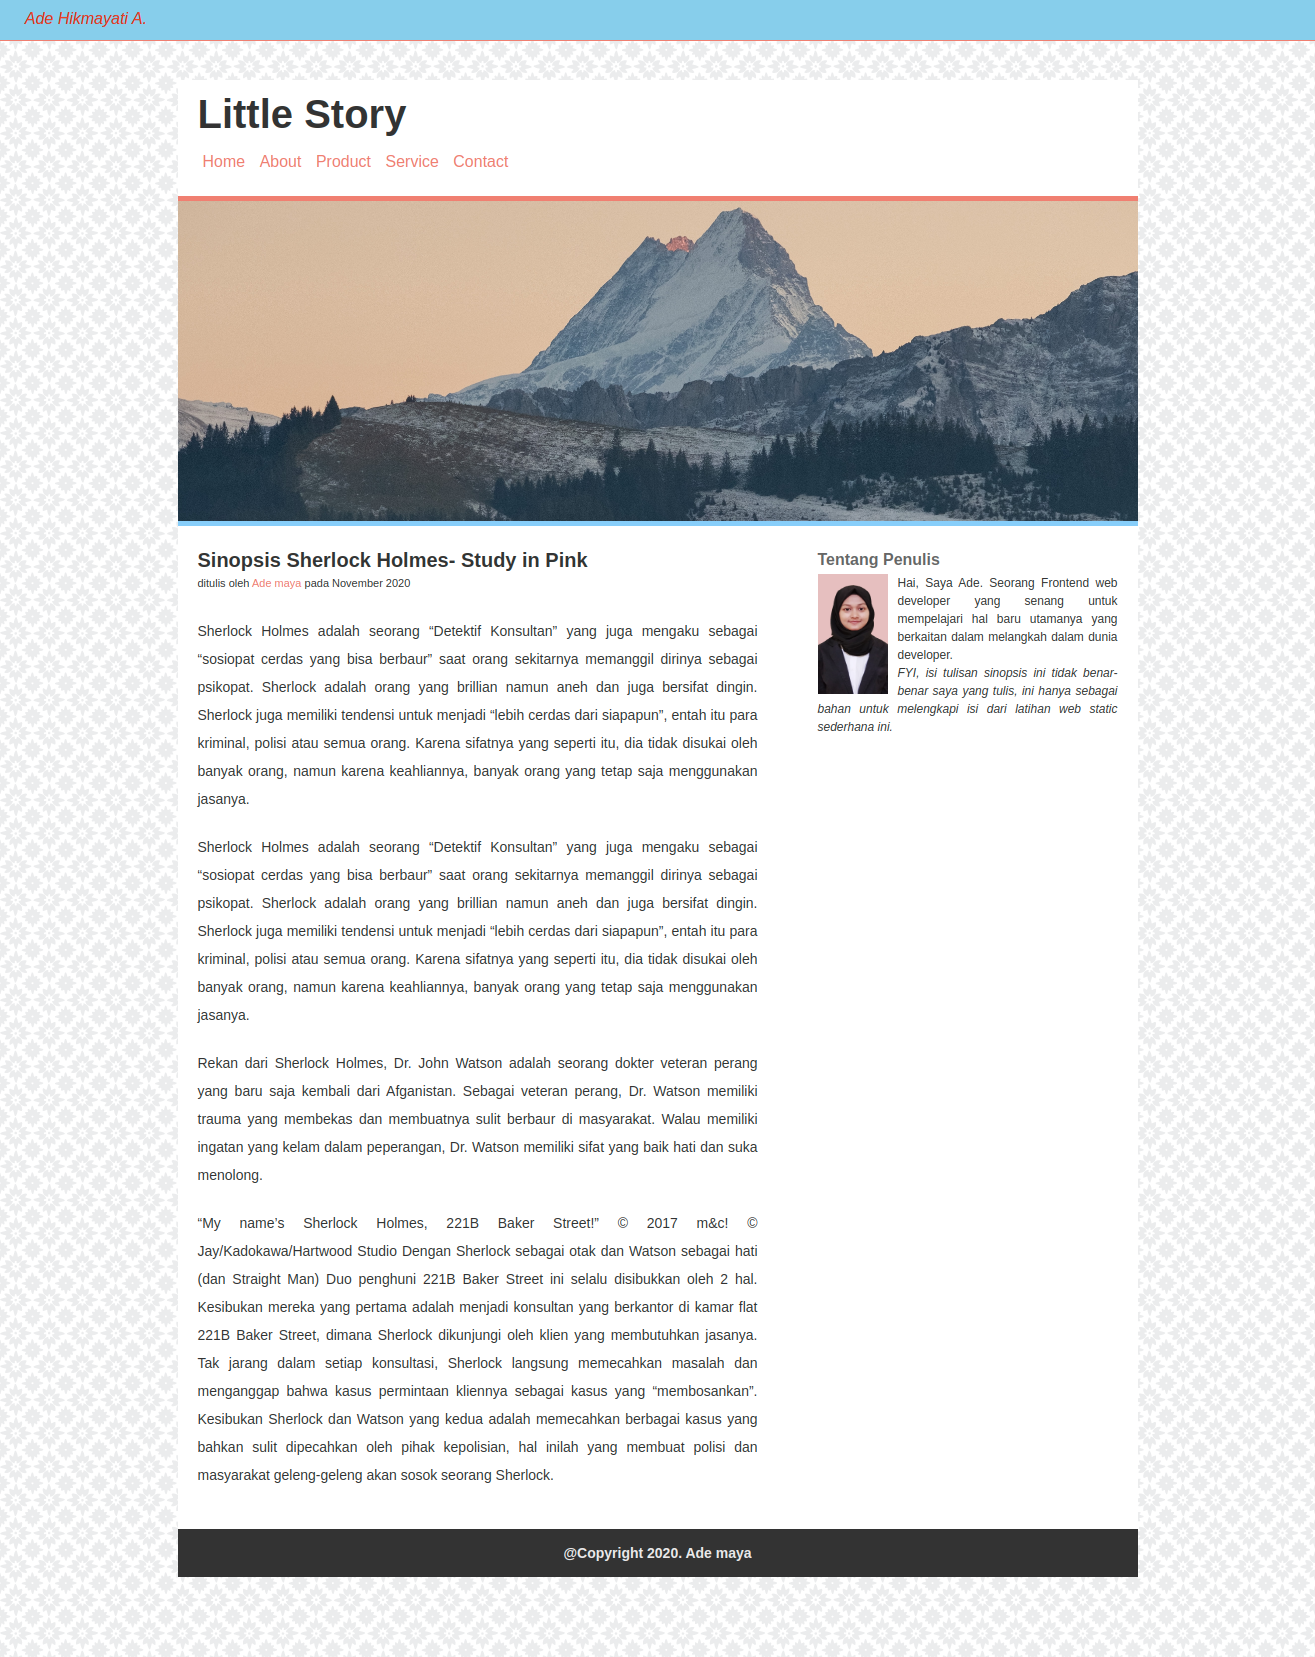 Ade Hikmayati A.
Little Story
Home About Product Service Contact
Sinopsis Sherlock Holmes- Study in Pink
ditulis oleh Ade maya pada November 2020
Sherlock Holmes adalah seorang “Detektif Konsultan” yang juga mengaku sebagai
“sosiopat cerdas yang bisa berbaur” saat orang sekitarnya memanggil dirinya sebagai
psikopat. Sherlock adalah orang yang brillian namun aneh dan juga bersifat dingin.
Sherlock juga memiliki tendensi untuk menjadi “lebih cerdas dari siapapun”, entah itu para
kriminal, polisi atau semua orang. Karena sifatnya yang seperti itu, dia tidak disukai oleh
banyak orang, namun karena keahliannya, banyak orang yang tetap saja menggunakan
jasanya.
Sherlock Holmes adalah seorang “Detektif Konsultan” yang juga mengaku sebagai
“sosiopat cerdas yang bisa berbaur” saat orang sekitarnya memanggil dirinya sebagai
psikopat. Sherlock adalah orang yang brillian namun aneh dan juga bersifat dingin.
Sherlock juga memiliki tendensi untuk menjadi “lebih cerdas dari siapapun”, entah itu para
kriminal, polisi atau semua orang. Karena sifatnya yang seperti itu, dia tidak disukai oleh
banyak orang, namun karena keahliannya, banyak orang yang tetap saja menggunakan
jasanya.
Rekan dari Sherlock Holmes, Dr. John Watson adalah seorang dokter veteran perang
yang baru saja kembali dari Afganistan. Sebagai veteran perang, Dr. Watson memiliki
trauma yang membekas dan membuatnya sulit berbaur di masyarakat. Walau memiliki
ingatan yang kelam dalam peperangan, Dr. Watson memiliki sifat yang baik hati dan suka
menolong.
“My name’s Sherlock Holmes, 221B Baker Street!” © 2017 m&c! ©
Jay/Kadokawa/Hartwood Studio Dengan Sherlock sebagai otak dan Watson sebagai hati
(dan Straight Man) Duo penghuni 221B Baker Street ini selalu disibukkan oleh 2 hal.
Kesibukan mereka yang pertama adalah menjadi konsultan yang berkantor di kamar flat
221B Baker Street, dimana Sherlock dikunjungi oleh klien yang membutuhkan jasanya.
Tak jarang dalam setiap konsultasi, Sherlock langsung memecahkan masalah dan
menganggap bahwa kasus permintaan kliennya sebagai kasus yang “membosankan”.
Kesibukan Sherlock dan Watson yang kedua adalah memecahkan berbagai kasus yang
bahkan sulit dipecahkan oleh pihak kepolisian, hal inilah yang membuat polisi dan
masyarakat geleng-geleng akan sosok seorang Sherlock.
Tentang Penulis
Hai, Saya Ade. Seorang Frontend web
developer yang senang untuk
mempelajari hal baru utamanya yang
berkaitan dalam melangkah dalam dunia
developer.
FYI, isi tulisan sinopsis ini tidak benar-
benar saya yang tulis, ini hanya sebagai
bahan untuk melengkapi isi dari latihan web static
sederhana ini.
@Copyright 2020. Ade maya